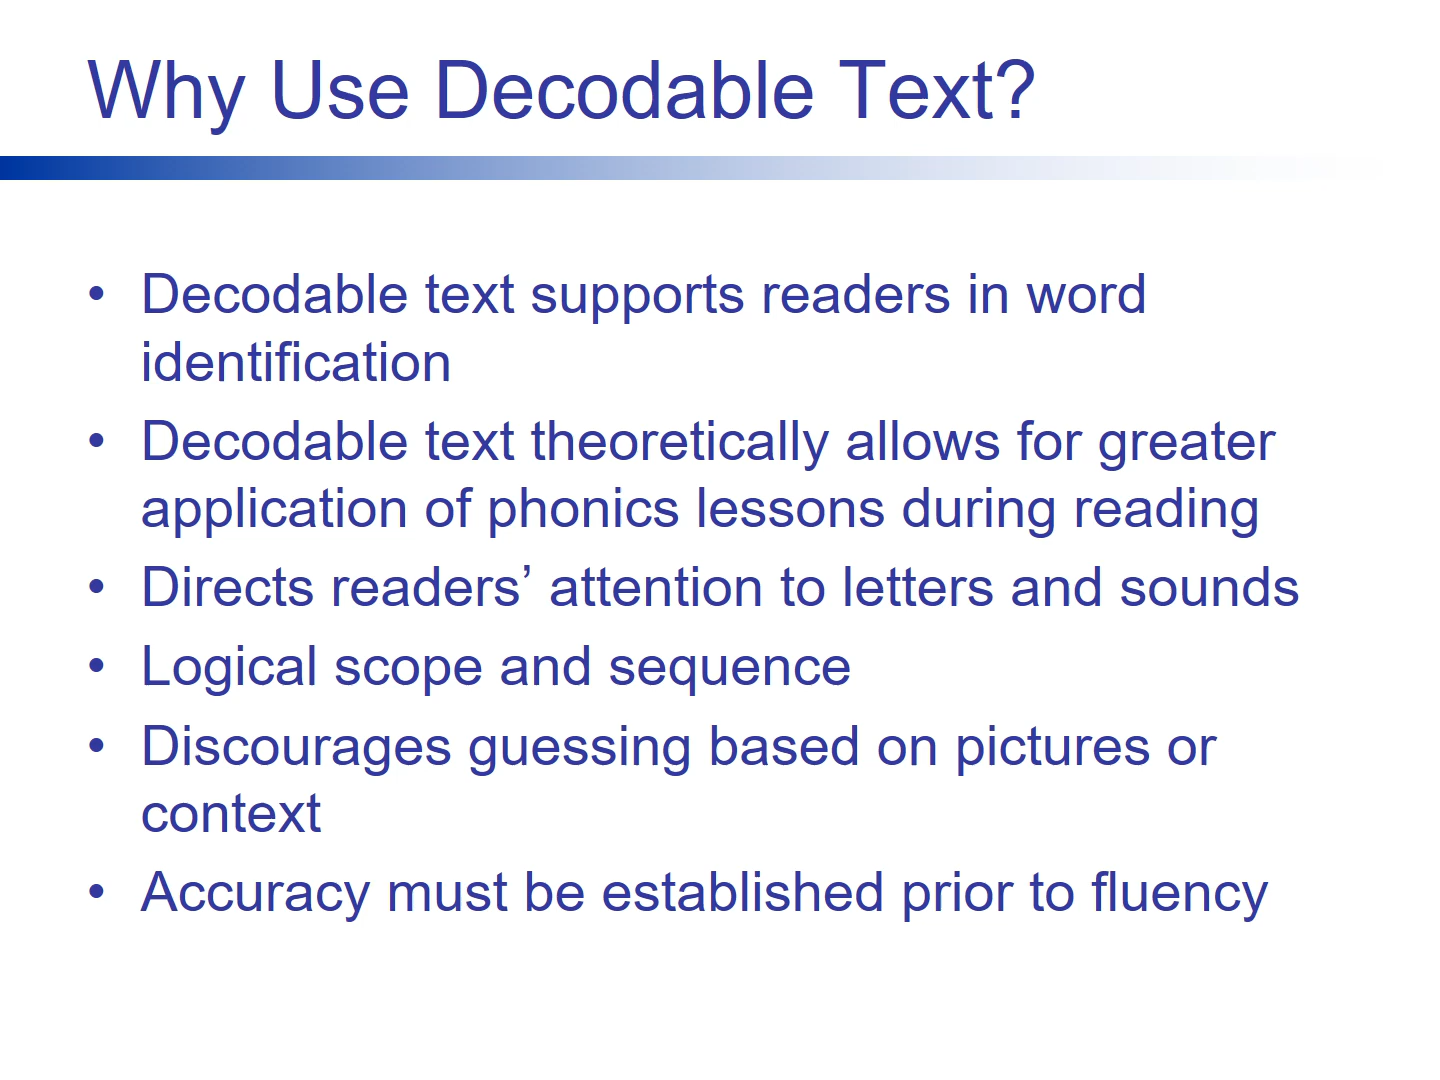 Why Use Decodable Text?
• Decodable text supports readers in word
identification
• Decodable text theoretically allows for greater
application of phonics lessons during reading
• Directs readers’ attention to letters and sounds
• Logical scope and sequence
• Discourages guessing based on pictures or
context
• Accuracy must be established prior to fluency